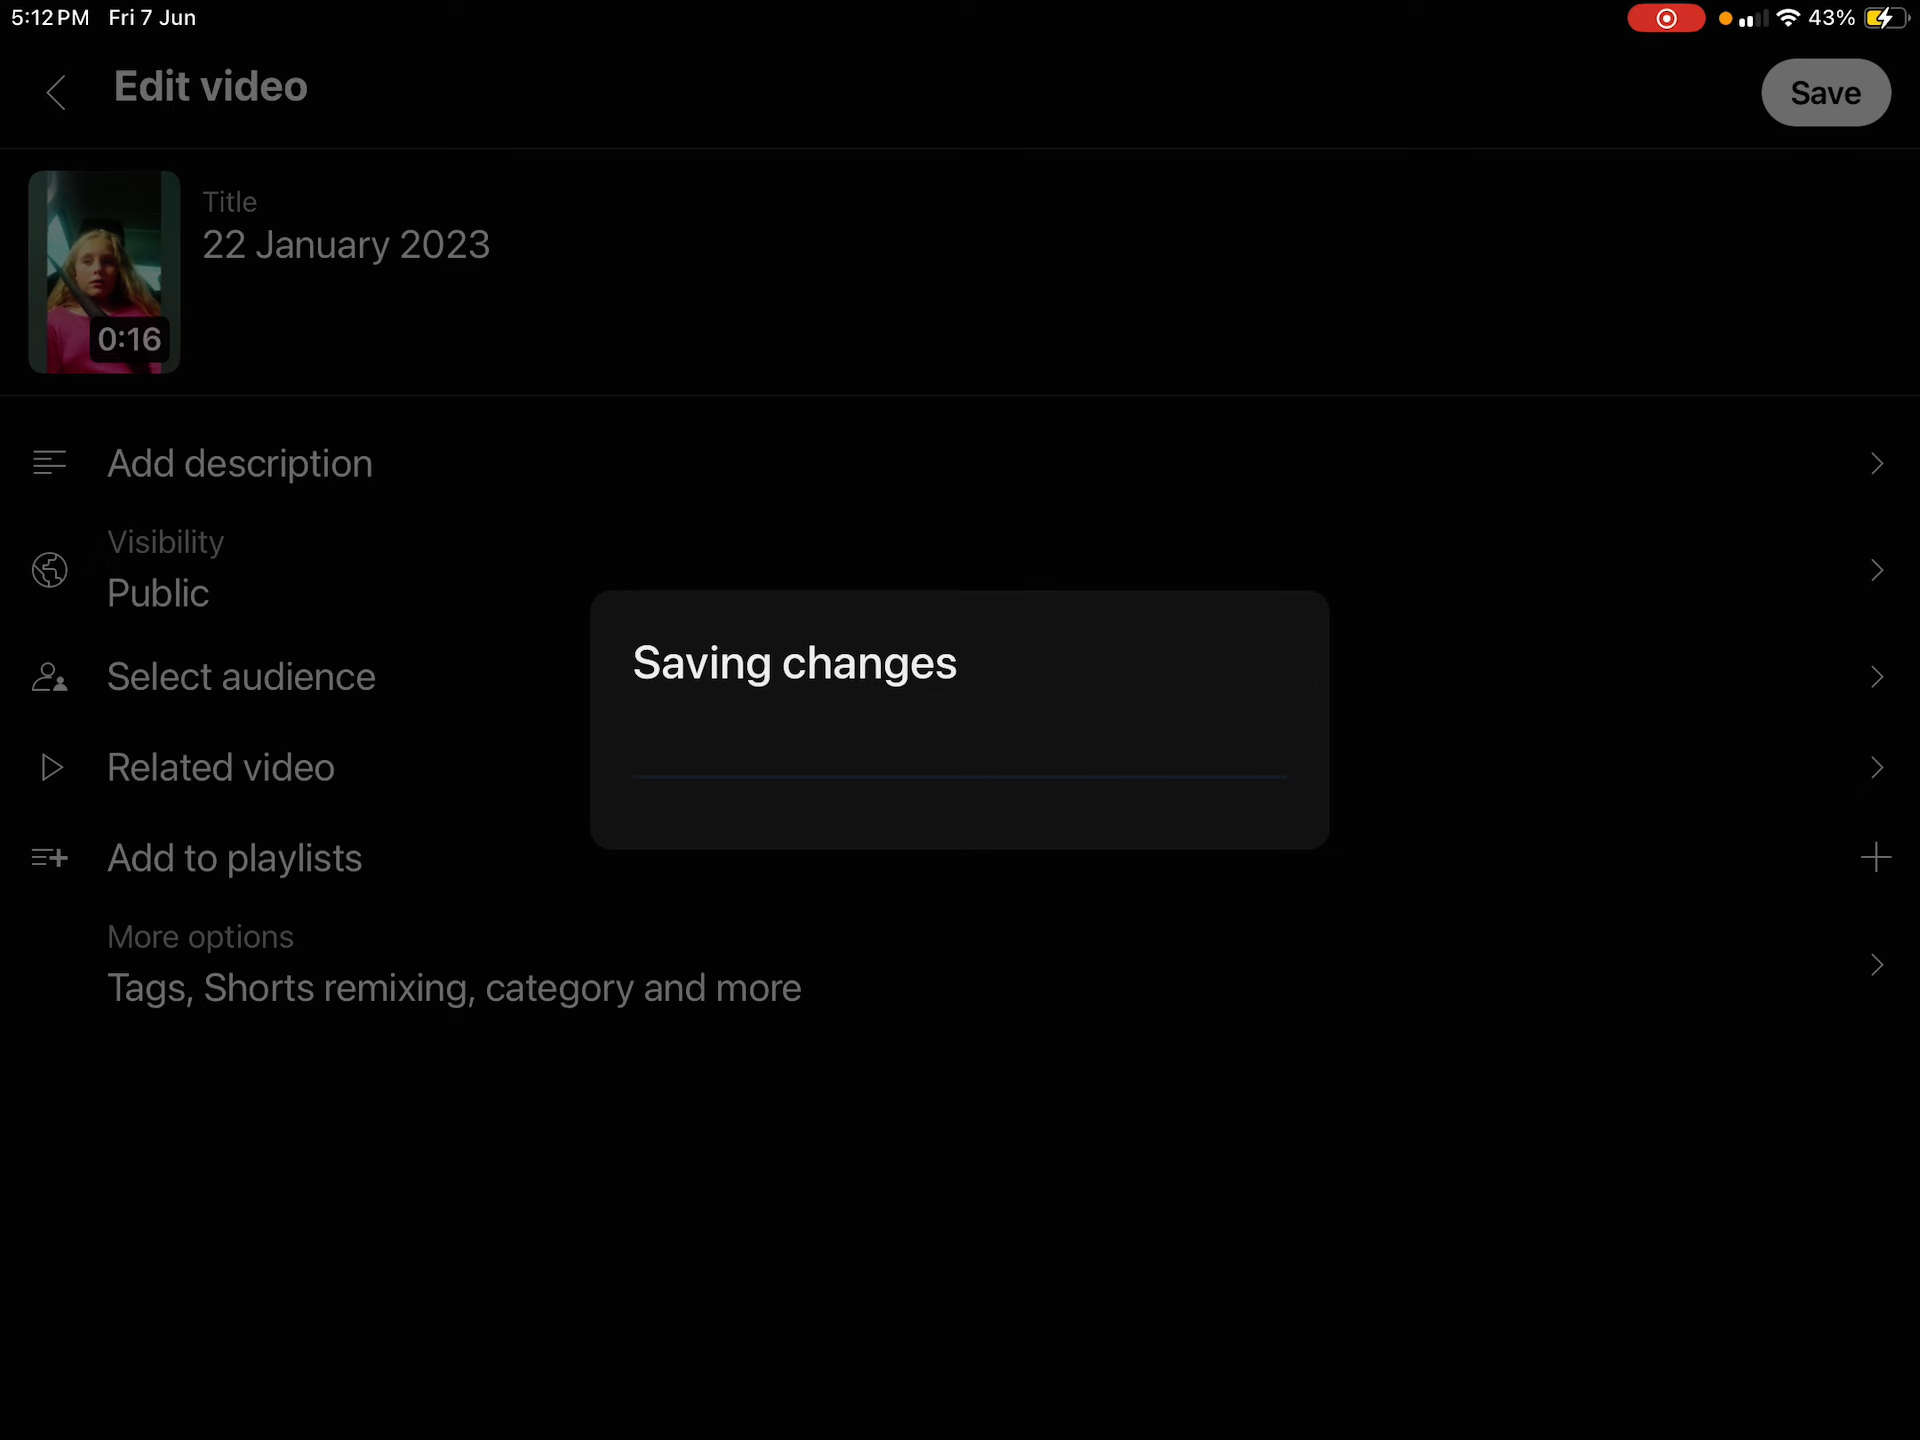 5:12 PM Fri 7 Jun 43%
Edit video
Save
Title
22 January 2023
0:16
Add description
Visibility
Public
Saving changes
Select audience
Related video
Add to playlists
More options
Tags, Shorts remixing, category and more